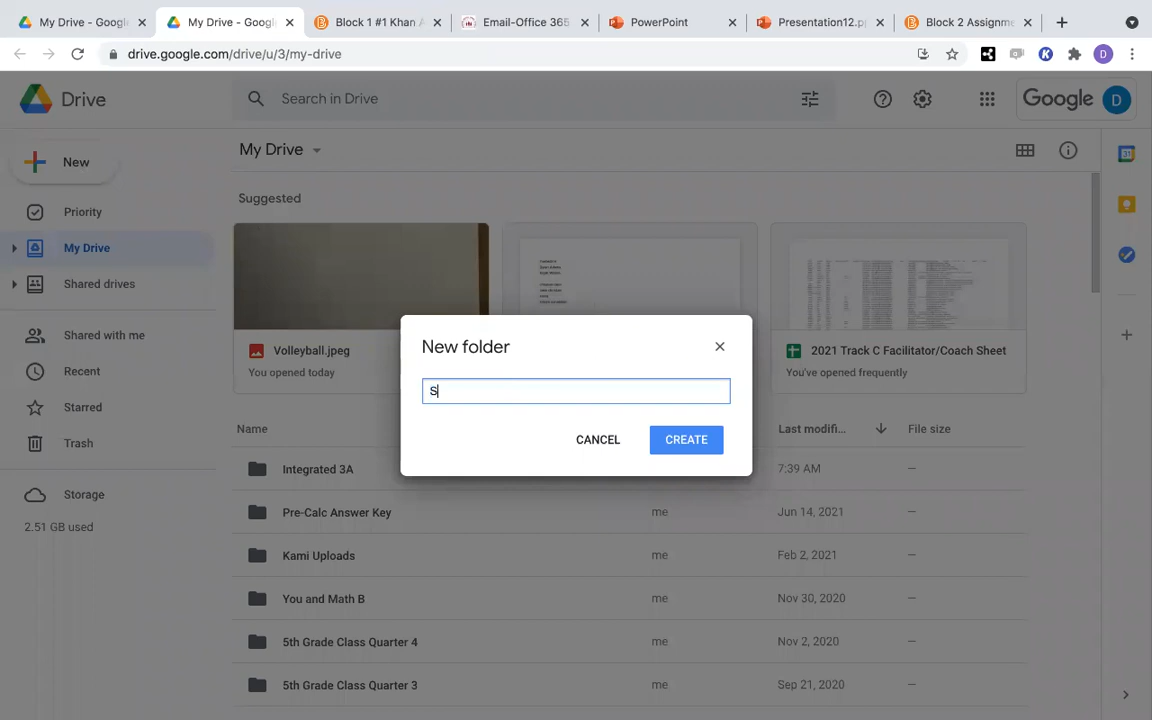 My Drive - Googl
My Drive - Googl
Block 1 #1 Khan A
Email-Office 365
PowerPoint
Presentation12.p
Block 2 Assignme
drive.google.com/drive/u/3/my-drive
K
D
Drive
Search in Drive
Google
D
New
My Drive
Priority
Suggested
My Drive
Shared drives
Shared with me
Recent
Starred
Trash
Storage
2.51 GB used
Volleyball.jpeg
You opened today
2021 Track C Facilitator/Coach Sheet
You've opened frequently
New folder
S
CANCEL
CREATE
Name
Last modifi...
File size
Integrated 3A
7:39 AM
—
Pre-Calc Answer Key
me
Jun 14, 2021
—
Kami Uploads
me
Feb 2, 2021
—
You and Math B
me
Nov 30, 2020
—
5th Grade Class Quarter 4
me
Nov 2, 2020
—
5th Grade Class Quarter 3
me
Sep 21, 2020
—